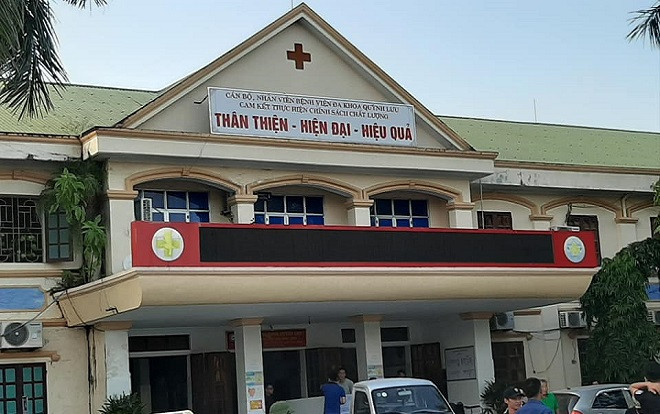 CÁN BỘ, NHÂN VIÊN BỆNH VIỆN ĐA KHOA QUỲNH LƯU
CAM KẾT THỰC HIỆN CHÍNH SÁCH CHẤT LƯỢNG
THÂN THIỆN - HIỆN ĐẠI - HIỆU QUẢ